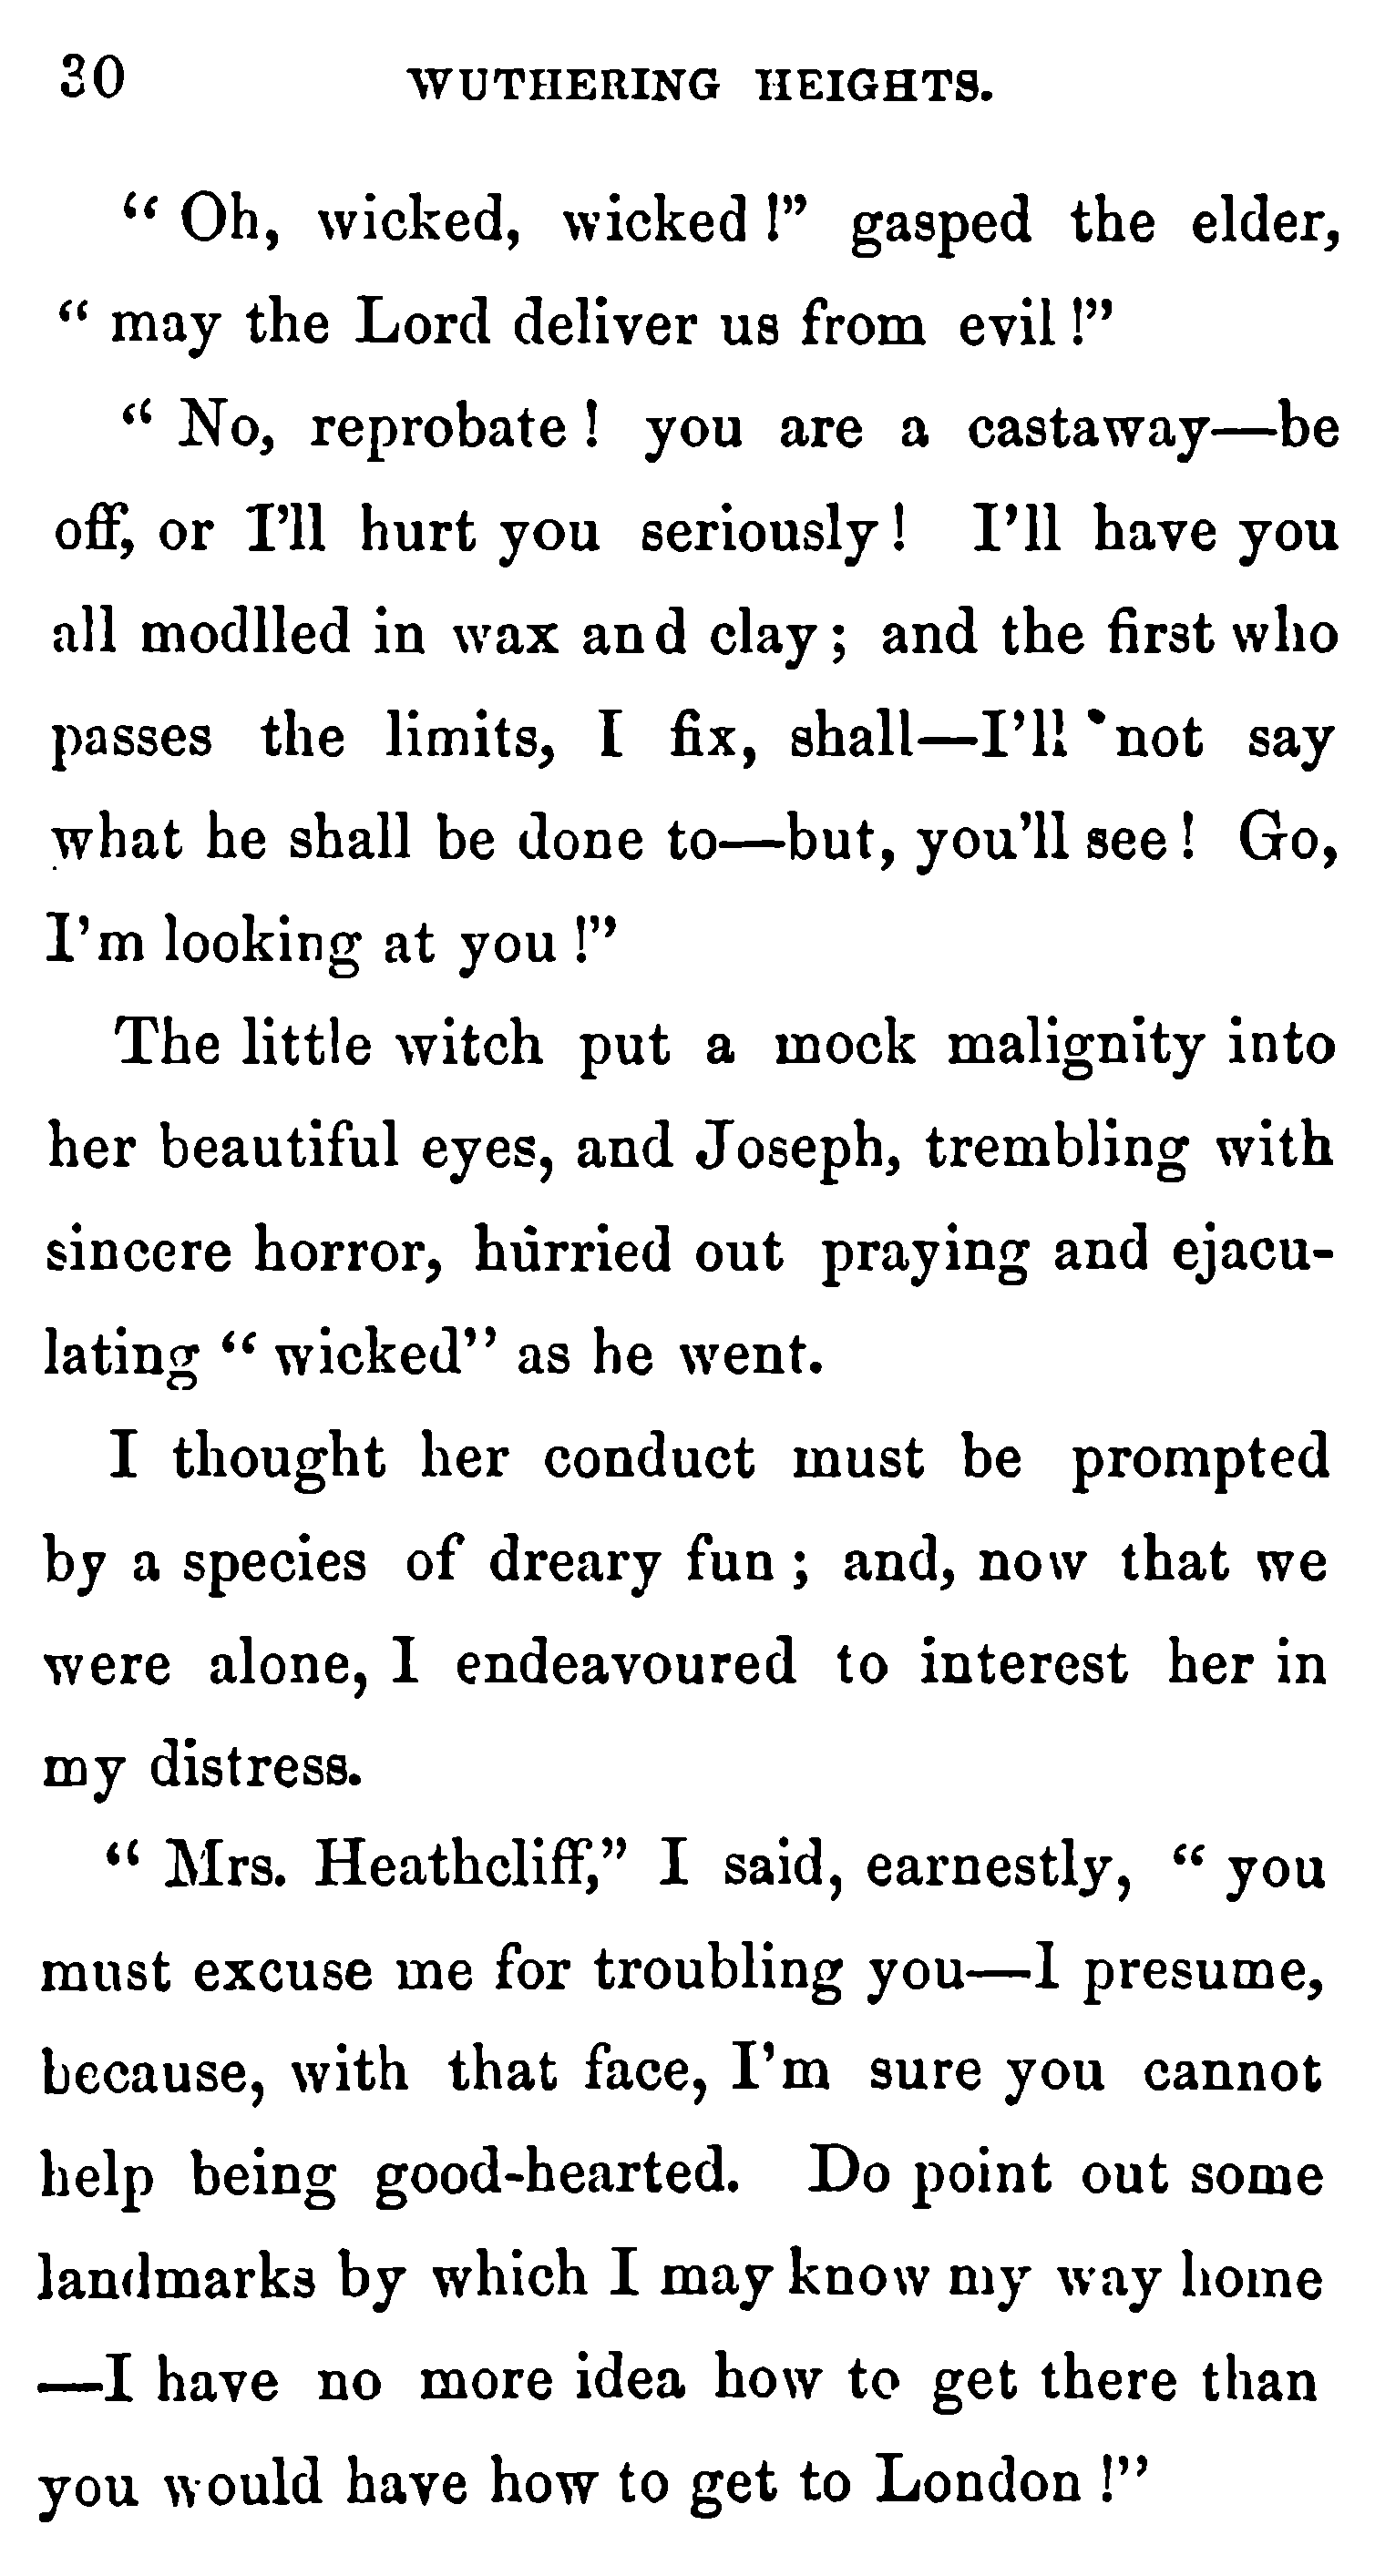 30 WUTHERING HEIGHTS.
“ Oh, wicked, wicked !” gasped the elder,
“ may the Lord deliver us from evil !”
“ No, reprobate ! you are a castaway—be
off, or I’ll hurt you seriously ! I’ll have you
all modlled in wax and clay ; and the first who
passes the limits, I fix, shall—I’ll not say
what he shall be done to—but, you’ll see ! Go,
I’m looking at you !”
The little witch put a mock malignity into
her beautiful eyes, and Joseph, trembling with
sincere horror, hurried out praying and ejacu-
lating “ wicked” as he went.
I thought her conduct must be prompted
by a species of dreary fun ; and, now that we
were alone, I endeavoured to interest her in
my distress.
“ Mrs. Heathcliff,” I said, earnestly, “ you
must excuse me for troubling you—I presume,
because, with that face, I’m sure you cannot
help being good-hearted. Do point out some
landmarks by which I may know my way home
—I have no more idea how to get there than
you would have how to get to London !”